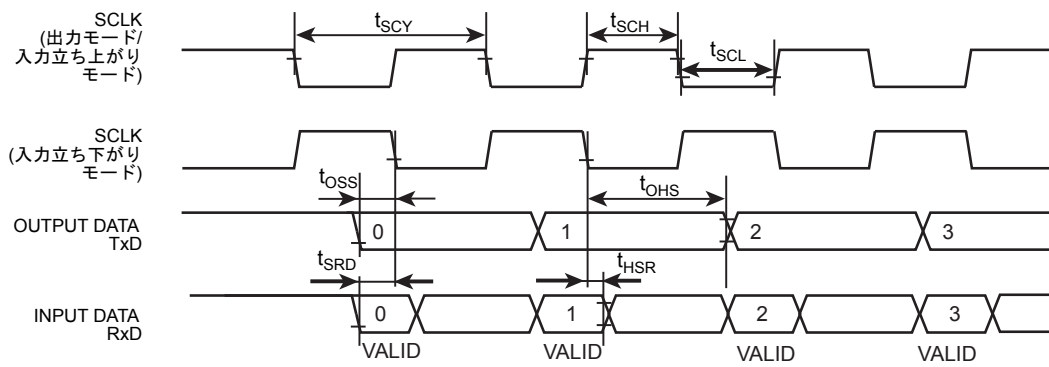 SCLK
(出力モード/
入力立ち上がり
モード)
tSCY
tSCH
tSCL
SCLK
(入力立ち下がり
モード)
tOSS
tOHS
OUTPUT DATA
TxD
0
1
2
3
tSRD
tHSR
INPUT DATA
RxD
0
1
2
3
VALID
VALID
VALID
VALID